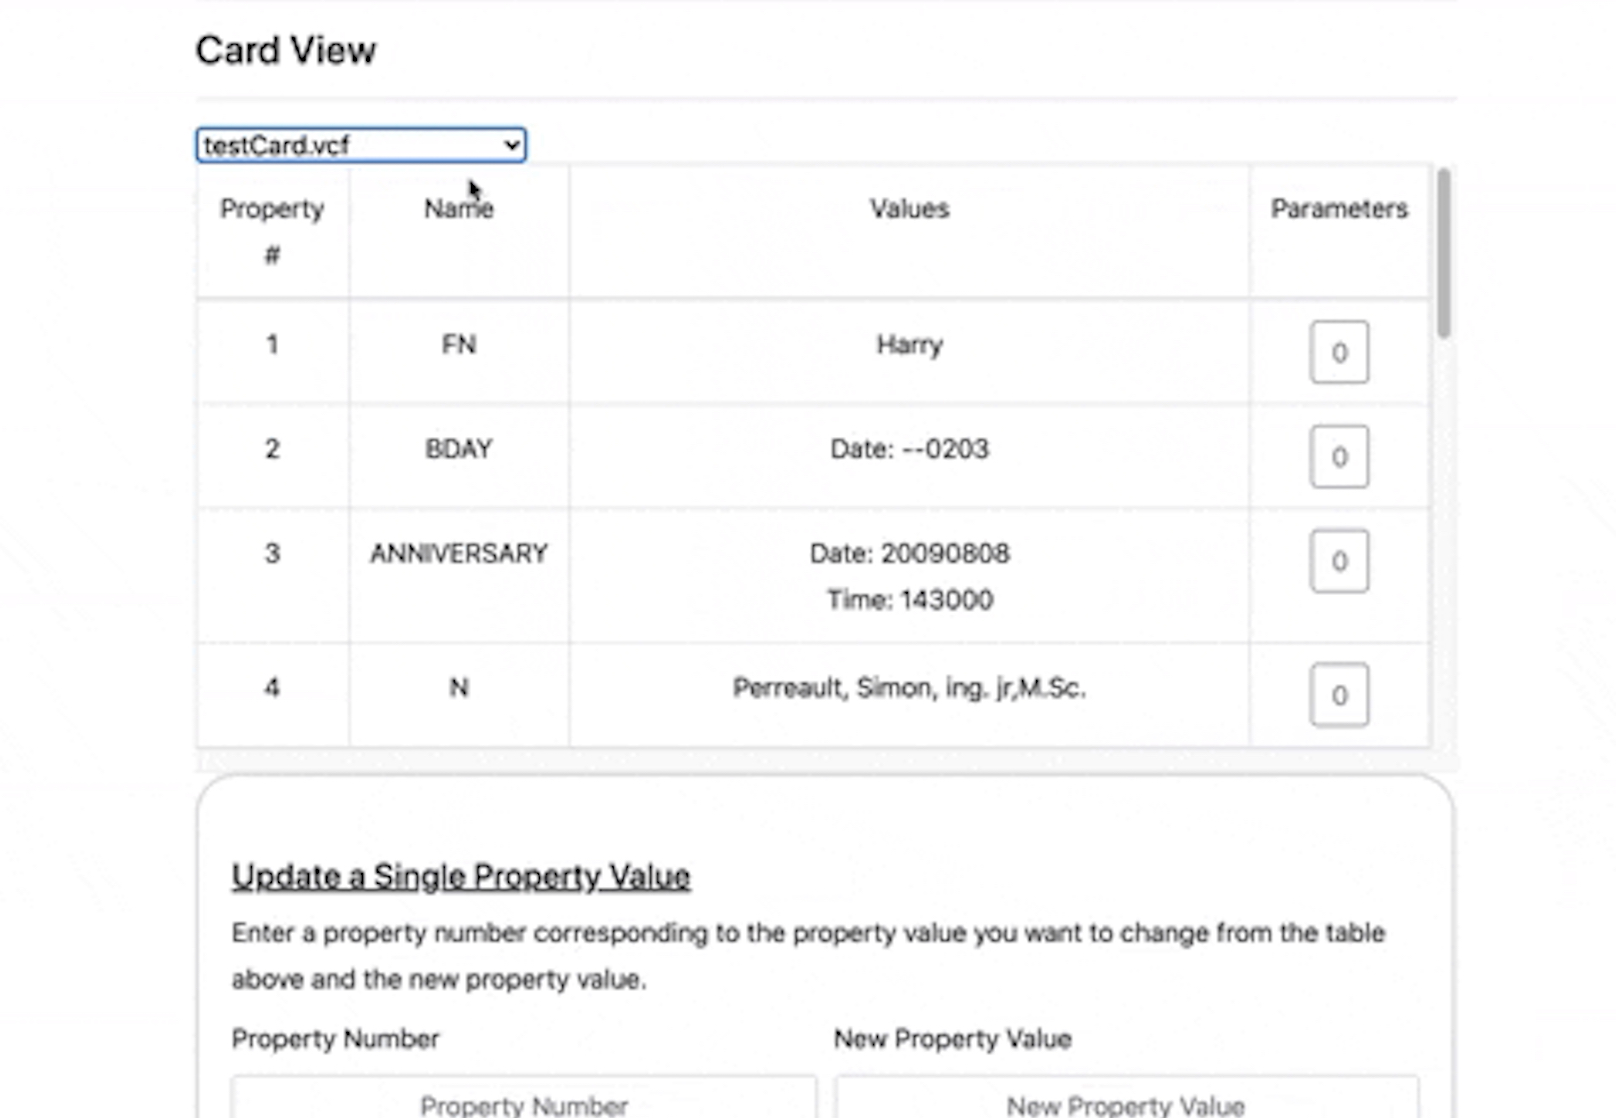 Card View
testCard.vcf
Property # Name Values Parameters
1 FN Harry 0
2 BDAY Date: --0203 0
3 ANNIVERSARY Date: 20090808 0
Time: 143000
4 N Perreault, Simon, ing. jr,M.Sc. 0
Update a Single Property Value
Enter a property number corresponding to the property value you want to change from the table
above and the new property value.
Property Number New Property Value
Property Number New Property Value